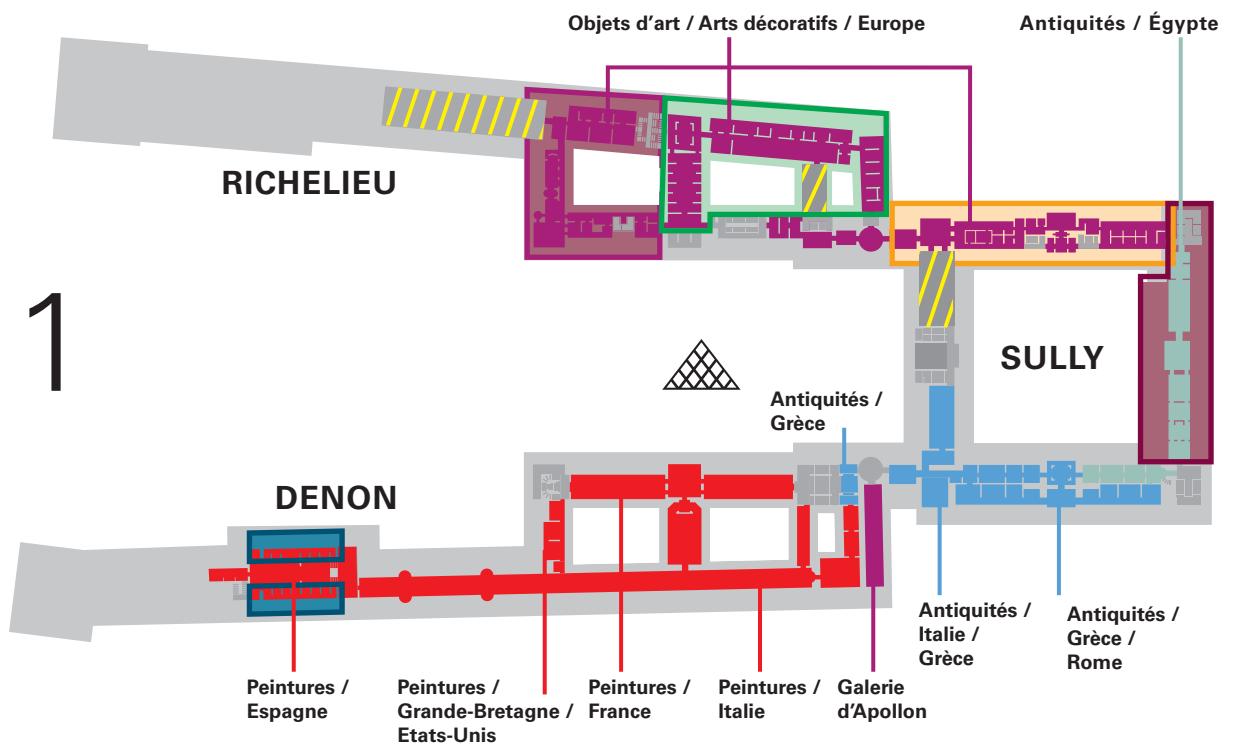 Objets d'art / Arts décoratifs / Europe
Antiquités / Égypte
RICHELIEU
1
SULLY
Antiquités /
Grèce
DENON
Antiquités /
Italie /
Grèce
Antiquités /
Grèce /
Rome
Peintures /
Espagne
Peintures /
Grande-Bretagne /
Etats-Unis
Peintures /
France
Peintures /
Italie
Galerie
d'Apollon